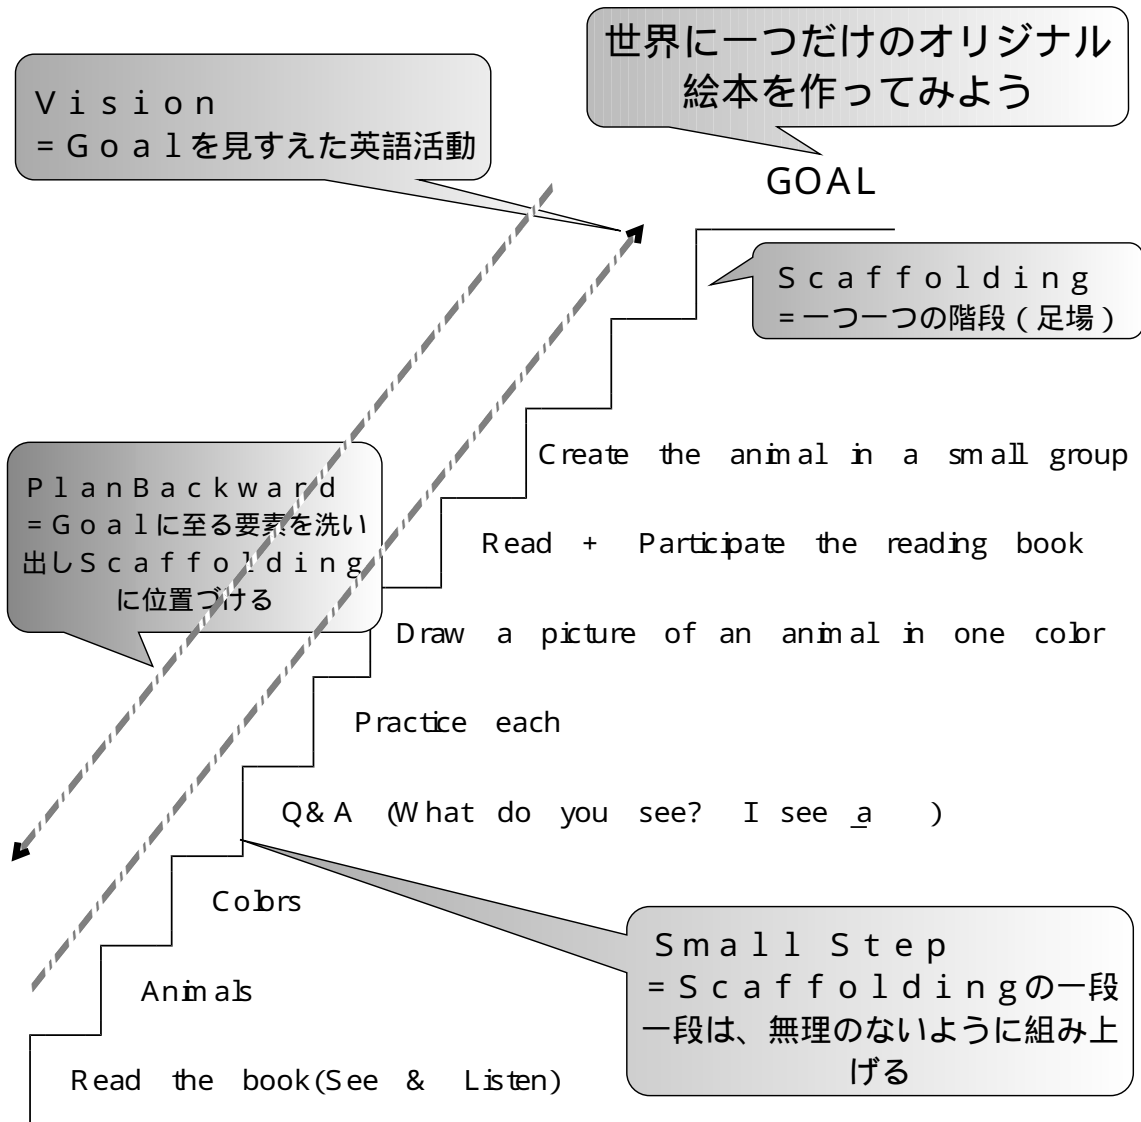 世界に一つだけのオリジナル
絵本を作ってみよう
Ｖｉｓｉｏｎ
＝Ｇｏａｌを見すえた英語活動
GOAL
Ｓｃａｆｆｏｌｄｉｎｇ
＝一つ一つの階段（足場）
Create the animal in a small group
ＰｌａｎＢａｃｋｗａｒｄ
＝Ｇｏａｌに至る要素を洗い
出しＳｃａｆｆｏｌｄｉｎｇ
に位置づける
Read + Participate the reading book
Draw a picture of an animal in one color
Practice each
Q&A (What do you see? I see a )
Colors
Ｓｍａｌｌ Ｓｔｅｐ
＝Ｓｃａｆｆｏｌｄｉｎｇの一段
一段は、無理のないように組み上
げる
Animals
Read the book(See & Listen)